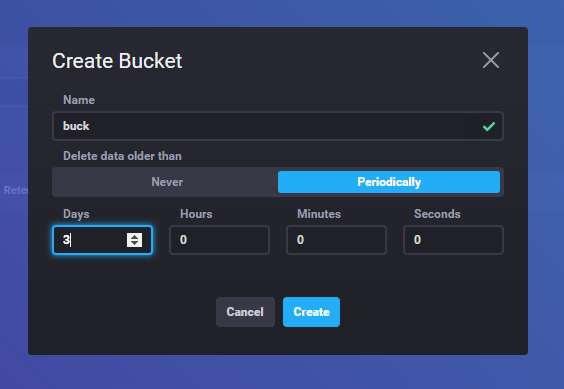 Create Bucket
Name
buck
Delete data older than
Never Periodically
Days Hours Minutes Seconds
3 0 0 0
Cancel Create